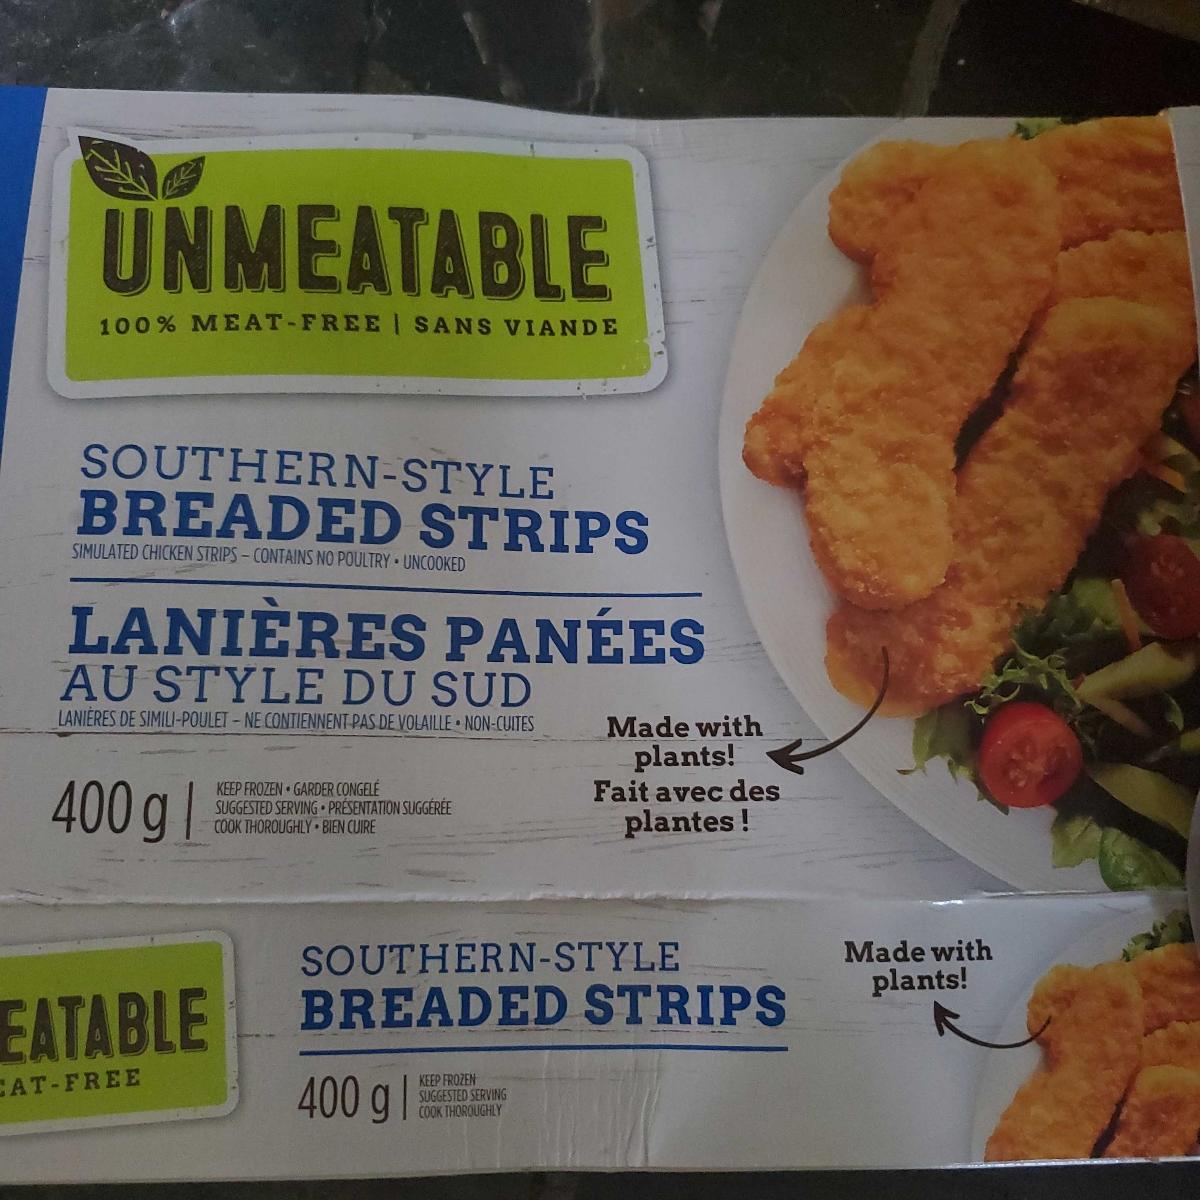 UNMEATABLE
100% MEAT-FREE | SANS VIANDE
SOUTHERN-STYLE
BREADED STRIPS
SIMULATED CHICKEN STRIPS – CONTAINS NO POULTRY • UNCOOKED
LANIÈRES PANÉES
AU STYLE DU SUD
LANIÈRES DE SIMILI-POULET – NE CONTIENNENT PAS DE VOLAILLE • NON-CUITES
400 g |
KEEP FROZEN • GARDER CONGELÉ
SUGGESTED SERVING • PRÉSENTATION SUGGÉRÉE
COOK THOROUGHLY • BIEN CUIRE
Made with
plants!
Fait avec des
plantes !
EATABLE
EAT-FREE
SOUTHERN-STYLE
BREADED STRIPS
400 g |
KEEP FROZEN
SUGGESTED SERVING
COOK THOROUGHLY
Made with
plants!